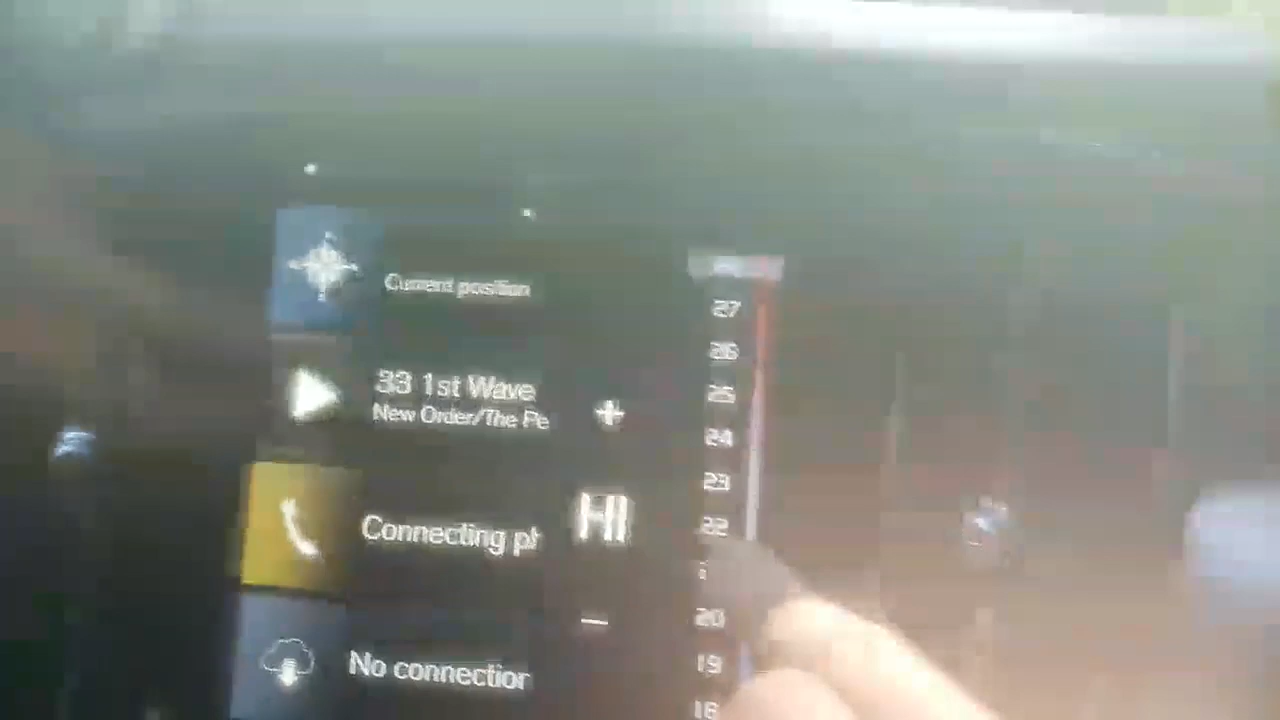 Current position
33 1st Wave
New Order/The Pe
+
27
26
25
24
23
22
HI
Connecting ph
20
-
19
No connection